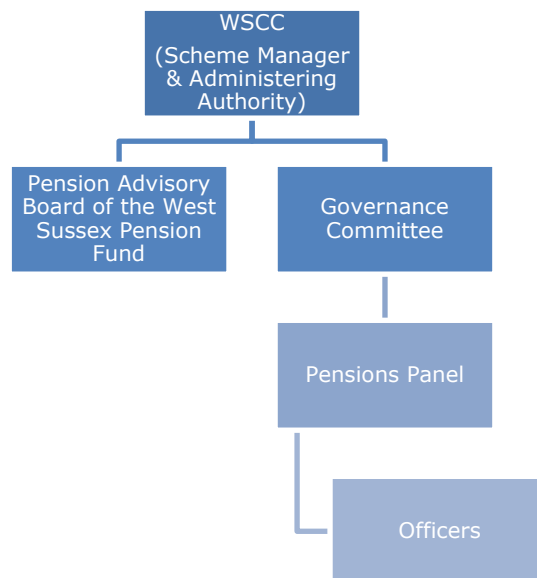 WSCC
(Scheme Manager
& Administering
Authority)
Pension Advisory
Board of the West
Sussex Pension
Fund
Governance
Committee
Pensions Panel
Officers